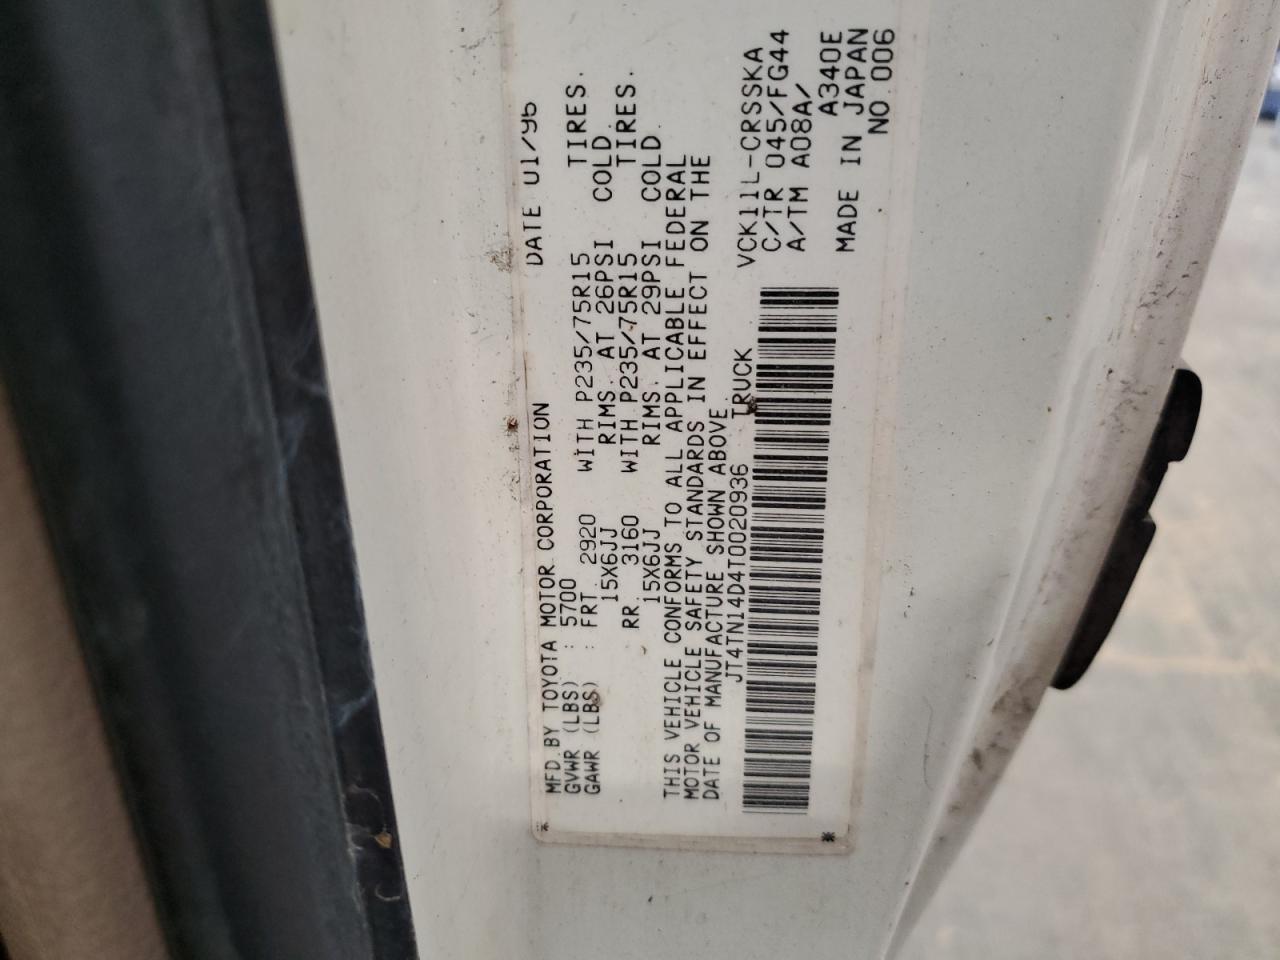 MFD.BY TOYOTA MOTOR CORPORATION DATE 01/96
GVWR (LBS) : 5700
GAWR (LBS) : FRT. 2920 WITH P235/75R15 TIRES.
15X6JJ RIMS. AT 26PSI COLD.
RR. 3160 WITH P235/75R15 TIRES.
15X6JJ RIMS. AT 29PSI COLD.
THIS VEHICLE CONFORMS TO ALL APPLICABLE FEDERAL
MOTOR VEHICLE SAFETY STANDARDS IN EFFECT ON THE
DATE OF MANUFACTURE SHOWN ABOVE
JT4TN14D4T0020936 TRUCK
VCK11L-CRSSKA
C/TR 045/FG44
A/TM A08A/
A340E
MADE IN JAPAN
NO.006